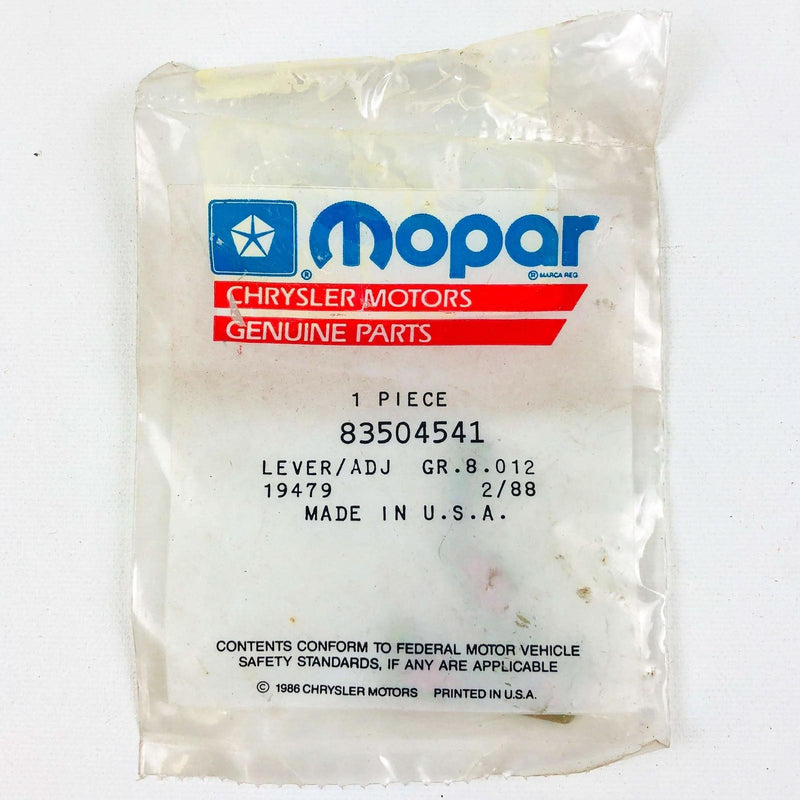 mopar
® ® MARCA REG
CHRYSLER MOTORS
GENUINE PARTS
1 PIECE
83504541
LEVER/ADJ GR.8.012
19479 2/88
MADE IN U.S.A.
CONTENTS CONFORM TO FEDERAL MOTOR VEHICLE
SAFETY STANDARDS, IF ANY ARE APPLICABLE
© 1986 CHRYSLER MOTORS PRINTED IN U.S.A.